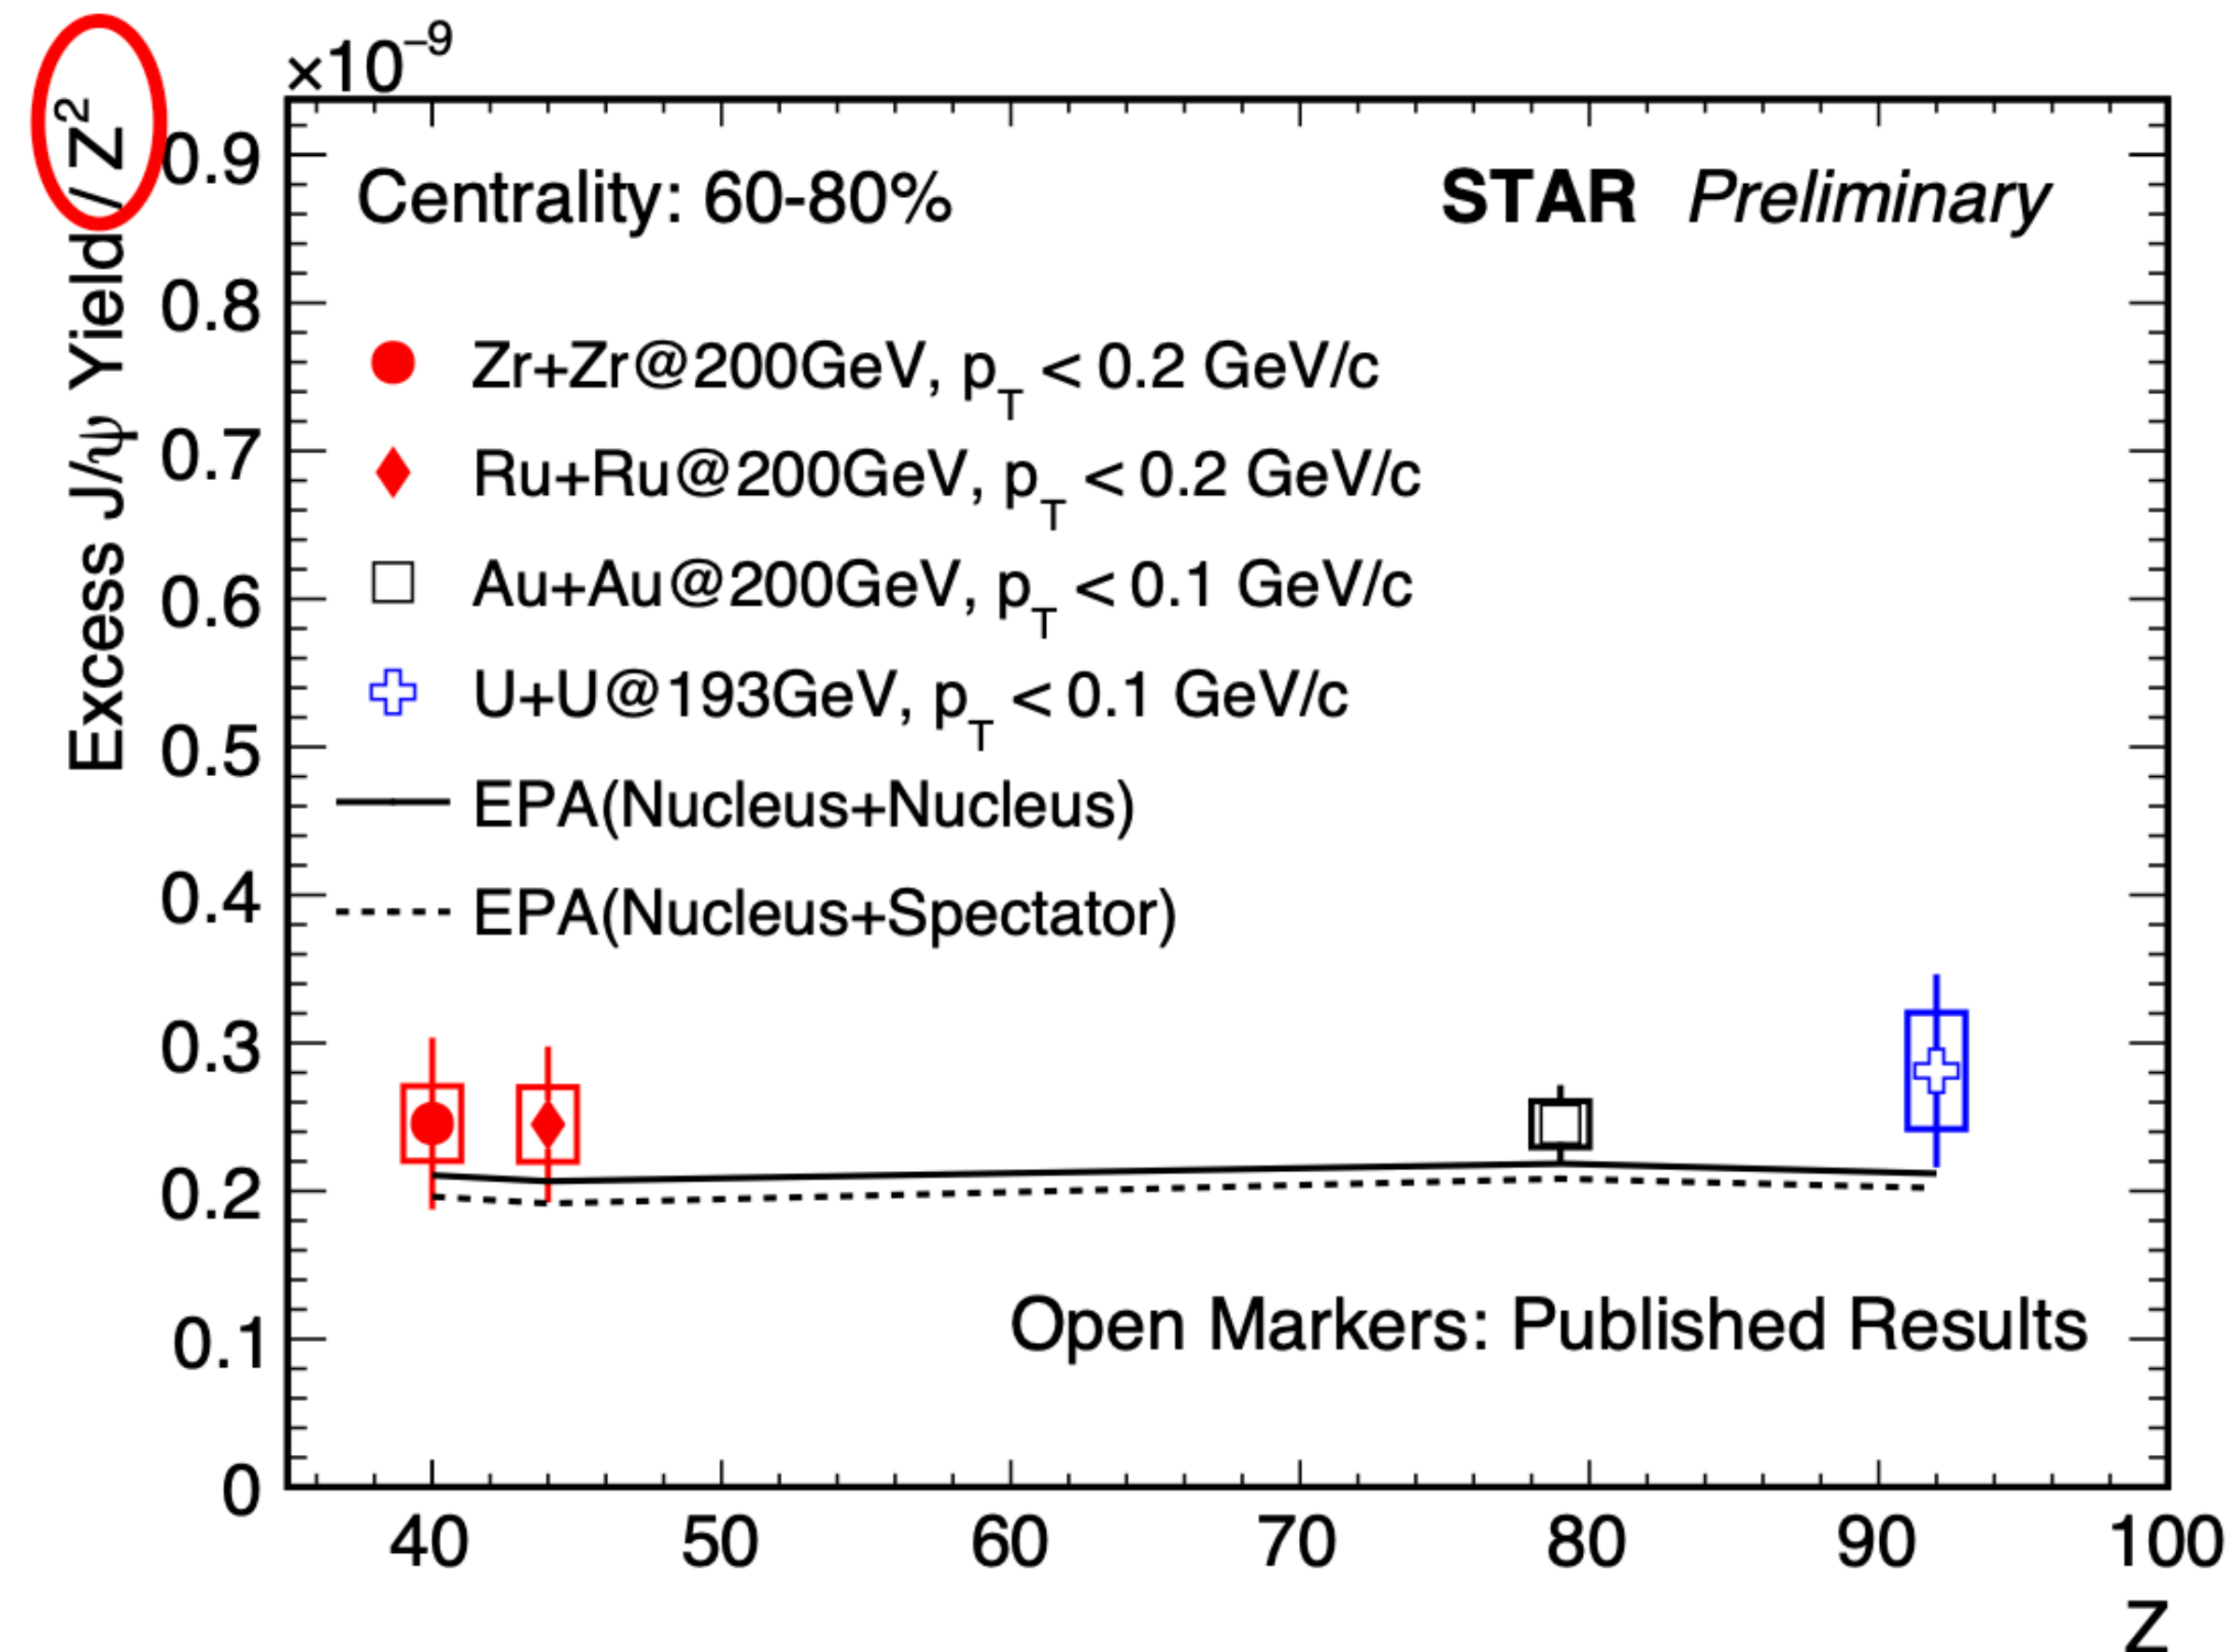 ×10⁻⁹
Excess J/ψ Yield / Z²
Centrality: 60-80%
STAR Preliminary
Zr+Zr@200GeV, p_T < 0.2 GeV/c
Ru+Ru@200GeV, p_T < 0.2 GeV/c
Au+Au@200GeV, p_T < 0.1 GeV/c
U+U@193GeV, p_T < 0.1 GeV/c
EPA(Nucleus+Nucleus)
EPA(Nucleus+Spectator)
Open Markers: Published Results
0.9
0.8
0.7
0.6
0.5
0.4
0.3
0.2
0.1
0
40 50 60 70 80 90 100
Z